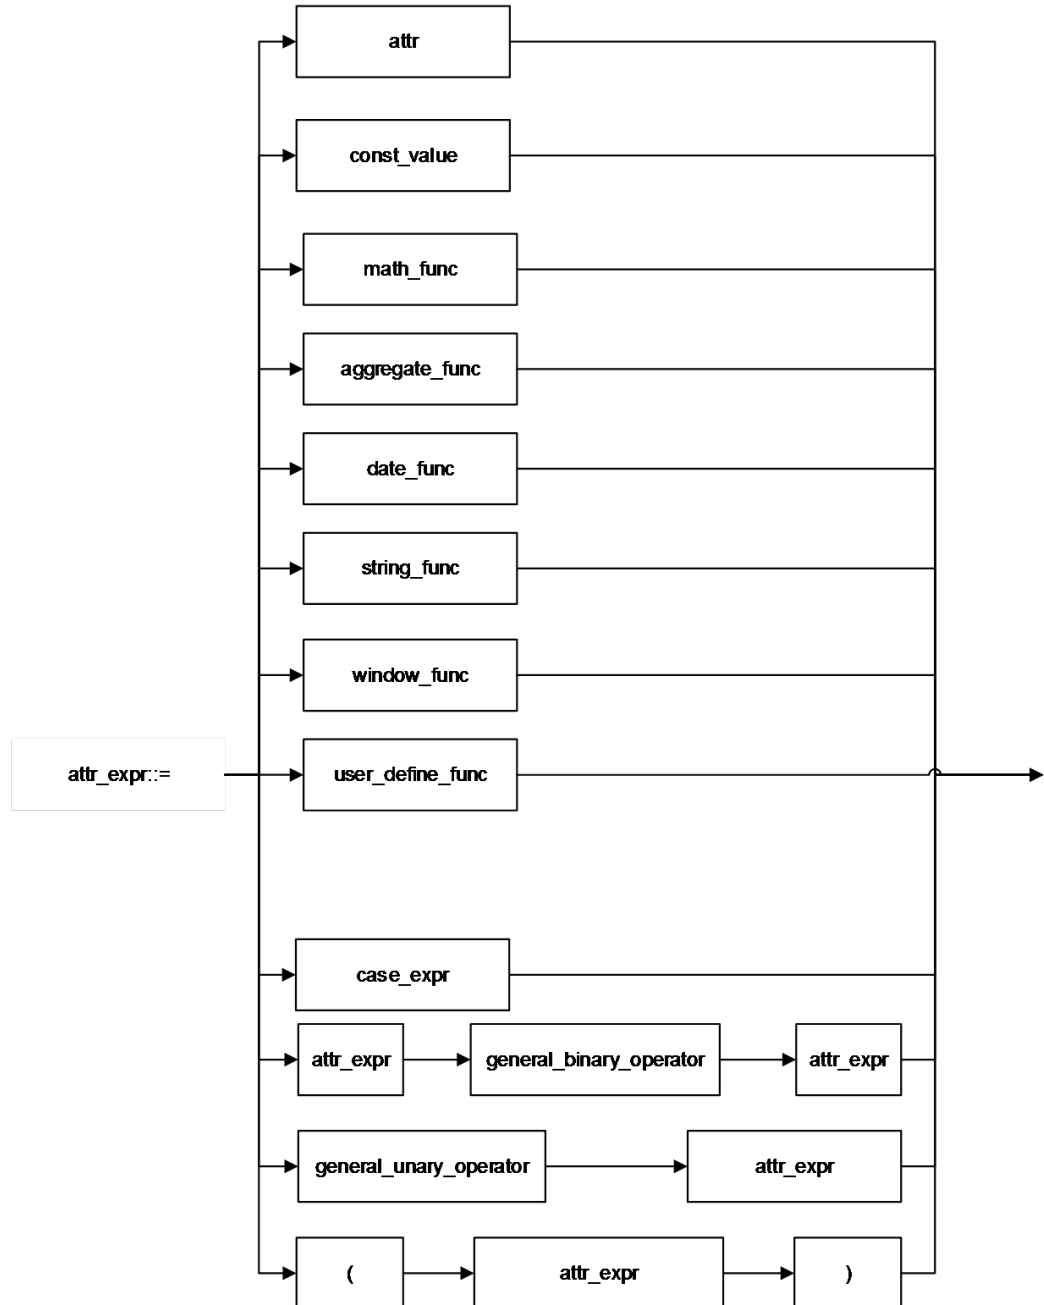 attr
const_value
math_func
aggregate_func
date_func
string_func
window_func
attr_expr::=
user_define_func
case_expr
attr_expr general_binary_operator attr_expr
general_unary_operator attr_expr
( attr_expr )